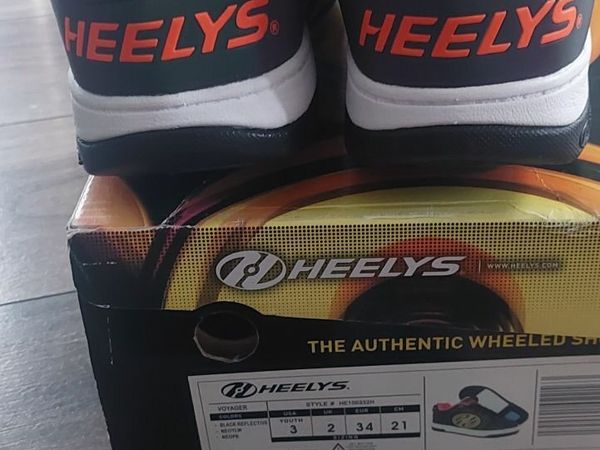 HEELYS®
HEELYS®
HEELYS | WWW.HEELYS.COM
THE AUTHENTIC WHEELED
HEELYS.
VOYAGER
STYLE # HE100332H
COLORS
- BLACK REFLECTIVE
USA UK EUR CM
YOUTH
3 2 34 21
SIZING